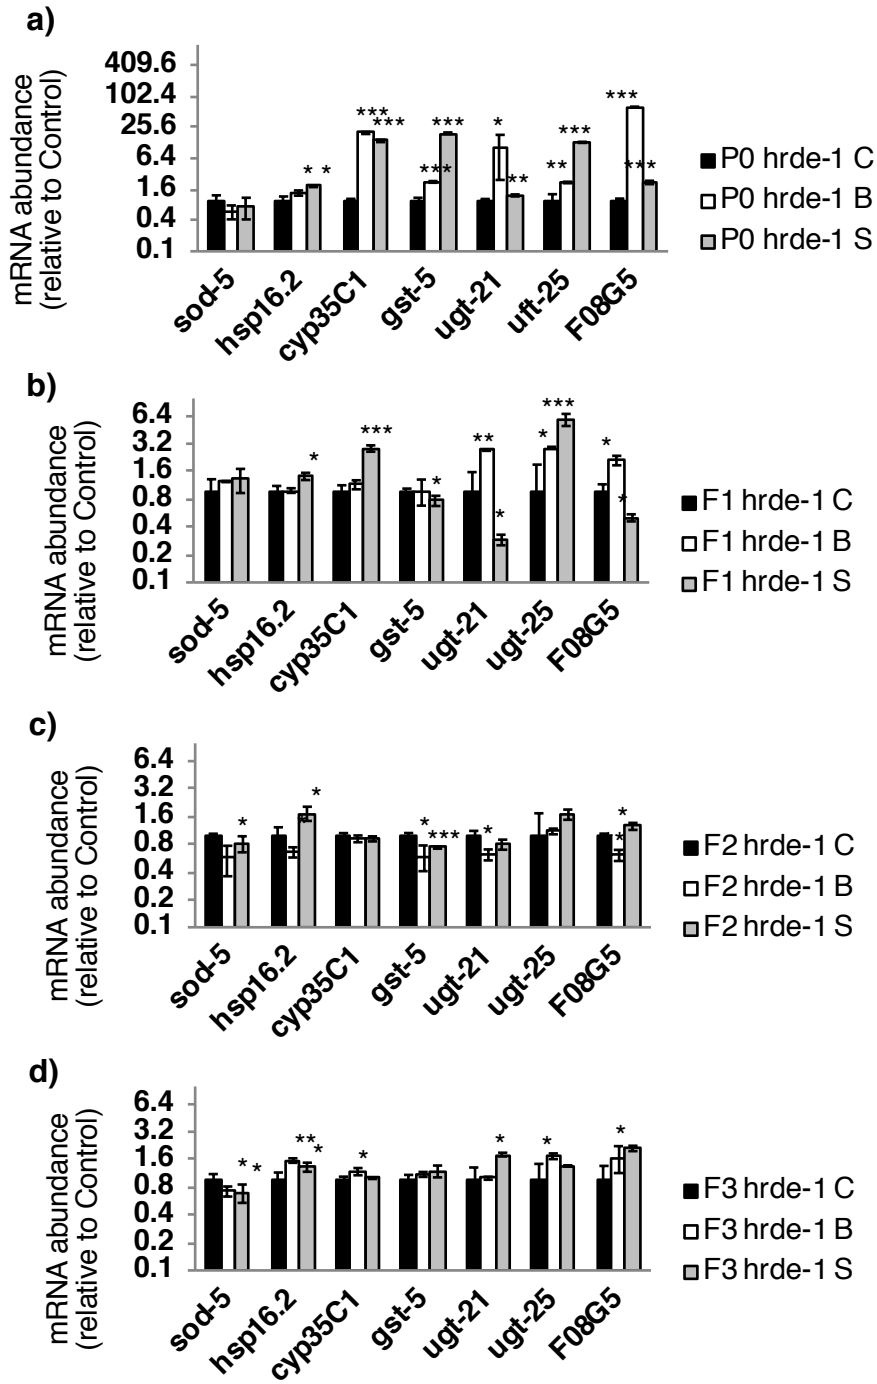 a)
mRNA abundance
(relative to Control)
409.6
102.4
25.6
6.4
1.6
0.4
0.1
* *
***
***
***
***
*
**
**
***
***
***
sod-5
hsp16.2
cyp35C1
gst-5
ugt-21
uft-25
F08G5
P0 hrde-1 C
P0 hrde-1 B
P0 hrde-1 S
b)
mRNA abundance
(relative to Control)
6.4
3.2
1.6
0.8
0.4
0.2
0.1
*
***
*
**
*
*
***
*
*
sod-5
hsp16.2
cyp35C1
gst-5
ugt-21
ugt-25
F08G5
F1 hrde-1 C
F1 hrde-1 B
F1 hrde-1 S
c)
mRNA abundance
(relative to Control)
6.4
3.2
1.6
0.8
0.4
0.2
0.1
*
*
*
***
*
*
*
sod-5
hsp16.2
cyp35C1
gst-5
ugt-21
ugt-25
F08G5
F2 hrde-1 C
F2 hrde-1 B
F2 hrde-1 S
d)
mRNA abundance
(relative to Control)
6.4
3.2
1.6
0.8
0.4
0.2
0.1
* *
**
*
*
*
*
*
sod-5
hsp16.2
cyp35C1
gst-5
ugt-21
ugt-25
F08G5
F3 hrde-1 C
F3 hrde-1 B
F3 hrde-1 S